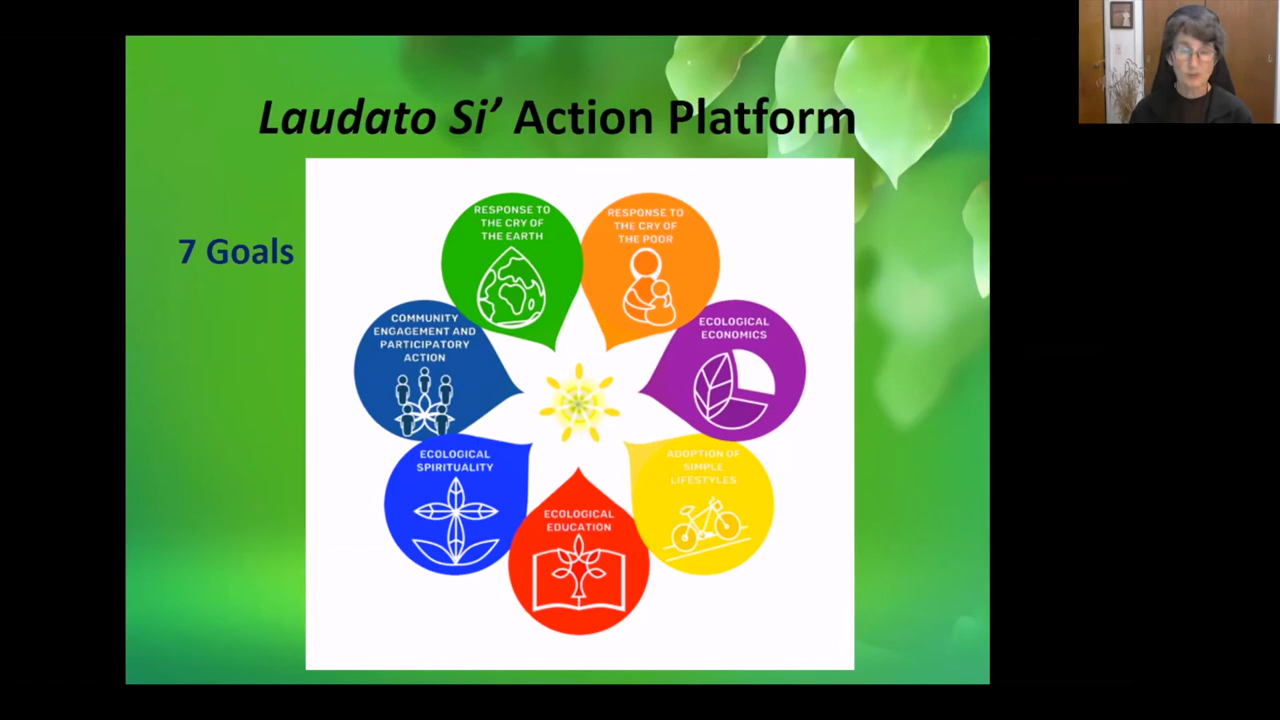 Laudato Si’ Action Platform
7 Goals
RESPONSE TO
THE CRY OF
THE EARTH
RESPONSE TO
THE CRY OF
THE POOR
ECOLOGICAL
ECONOMICS
ADOPTION OF
SIMPLE
LIFESTYLES
ECOLOGICAL
EDUCATION
ECOLOGICAL
SPIRITUALITY
COMMUNITY
ENGAGEMENT AND
PARTICIPATORY
ACTION